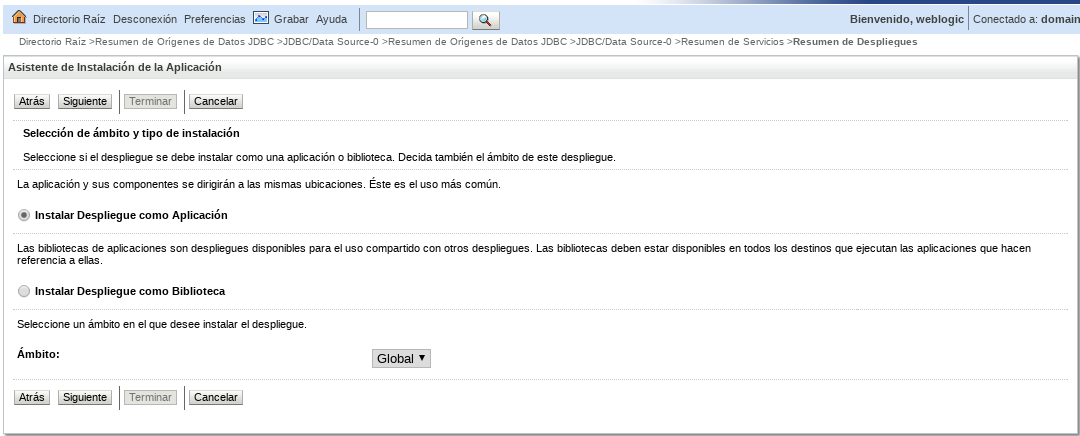 Directorio Raíz Desconexión Preferencias Grabar Ayuda Bienvenido, weblogic Conectado a: domain
Directorio Raíz >Resumen de Orígenes de Datos JDBC >JDBC/Data Source-0 >Resumen de Orígenes de Datos JDBC >JDBC/Data Source-0 >Resumen de Servicios >Resumen de Despliegues
Asistente de Instalación de la Aplicación
Atrás Siguiente Terminar Cancelar
Selección de ámbito y tipo de instalación
Seleccione si el despliegue se debe instalar como una aplicación o biblioteca. Decida también el ámbito de este despliegue.
La aplicación y sus componentes se dirigirán a las mismas ubicaciones. Éste es el uso más común.
Instalar Despliegue como Aplicación
Las bibliotecas de aplicaciones son despliegues disponibles para el uso compartido con otros despliegues. Las bibliotecas deben estar disponibles en todos los destinos que ejecutan las aplicaciones que hacen
referencia a ellas.
Instalar Despliegue como Biblioteca
Seleccione un ámbito en el que desee instalar el despliegue.
Ámbito: Global
Atrás Siguiente Terminar Cancelar